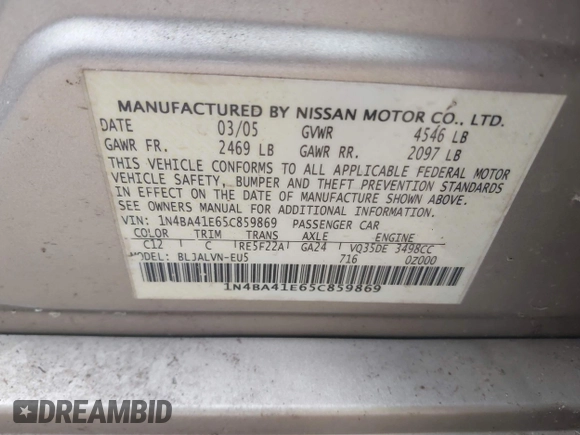 MANUFACTURED BY NISSAN MOTOR CO., LTD.
DATE 03/05 GVWR 4546 LB
GAWR FR. 2469 LB GAWR RR. 2097 LB
THIS VEHICLE CONFORMS TO ALL APPLICABLE FEDERAL MOTOR
VEHICLE SAFETY, BUMPER AND THEFT PREVENTION STANDARDS
IN EFFECT ON THE DATE OF MANUFACTURE SHOWN ABOVE.
SEE OWNERS MANUAL FOR ADDITIONAL INFORMATION.
VIN: 1N4BA41E65C859869 PASSENGER CAR
COLOR TRIM TRANS AXLE ENGINE
C12 C RE5F22A GA24 VQ35DE 3498CC
MODEL: BLJALVN-EU5 716 0Z000
1N4BA41E65C859869
DREAMBID